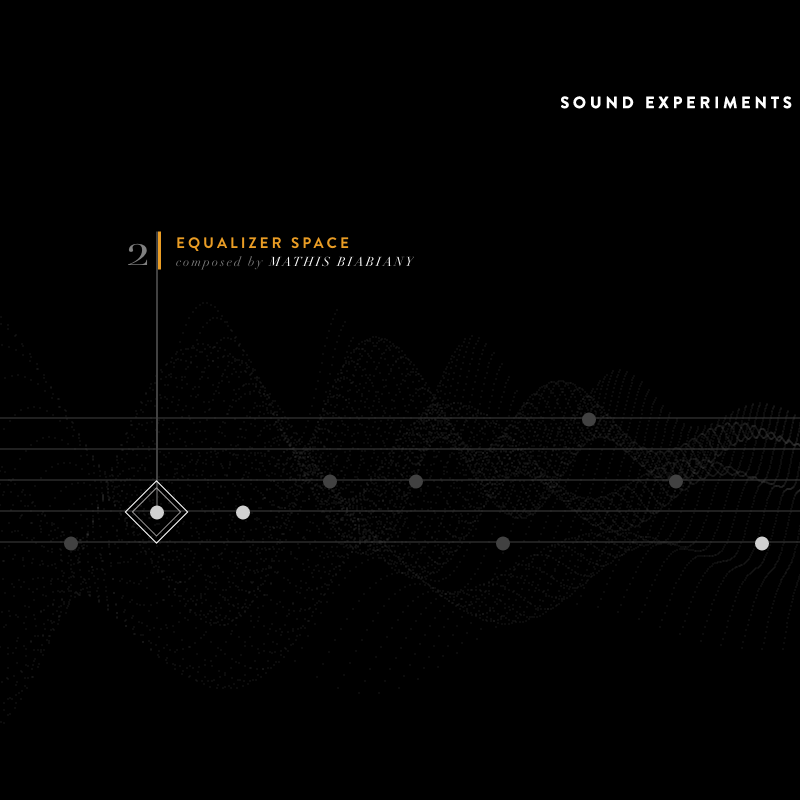 SOUND EXPERIMENTS
2
EQUALIZER SPACE
composed by MATHIS BIABIANY